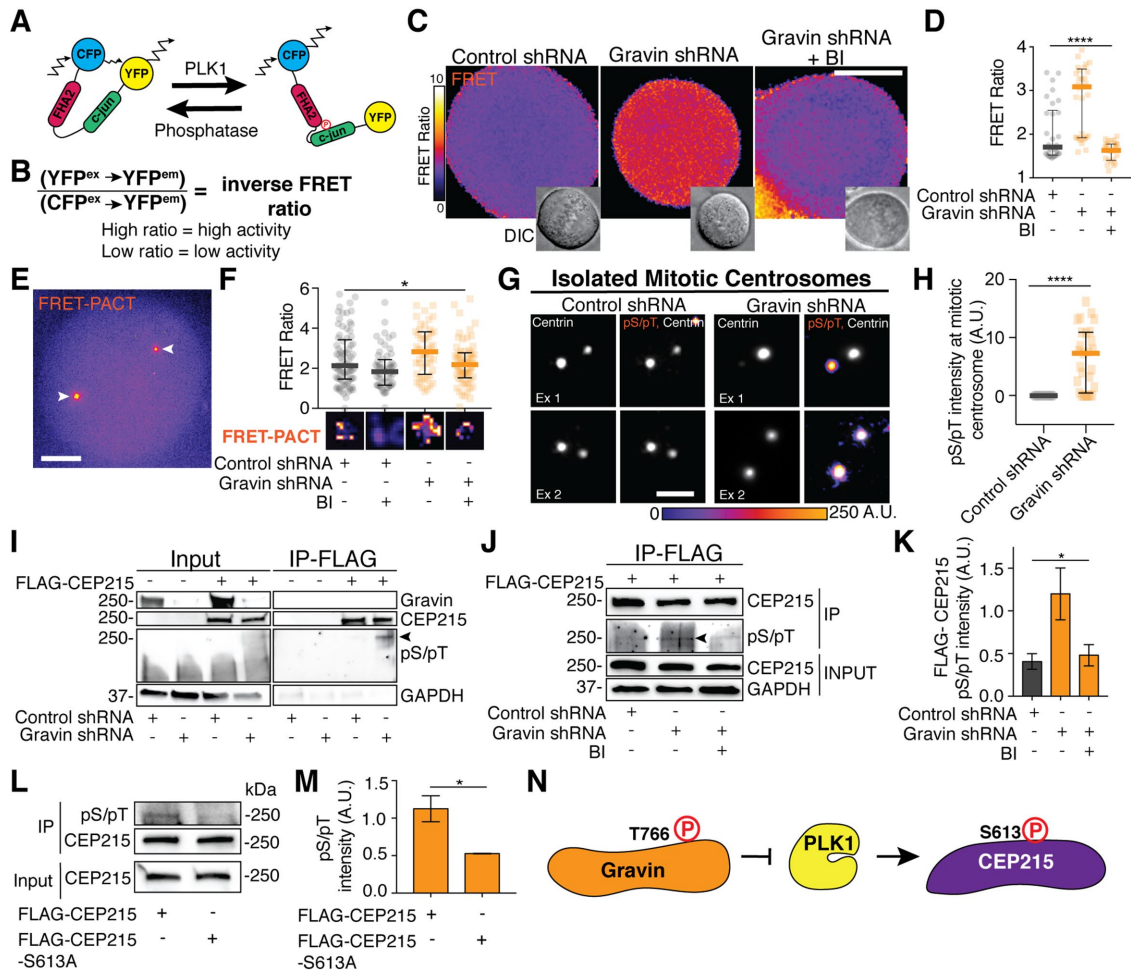 A
CFP
YFP
FHA2
c-jun
PLK1
Phosphatase
CFP
FHA2
P
c-jun
YFP
B
(YFPex →YFPem)
(CFPex →YFPem)
= inverse FRET
ratio
High ratio = high activity
Low ratio = low activity
C
Control shRNA
Gravin shRNA
Gravin shRNA
+ BI
FRET
10
FRET Ratio
0
DIC
D
****
4
3
2
1
FRET Ratio
Control shRNA + - -
Gravin shRNA - + +
BI - - +
E
FRET-PACT
F
*
6
4
2
0
FRET Ratio
FRET-PACT
Control shRNA + + - -
Gravin shRNA - - + +
BI - + - +
G
Isolated Mitotic Centrosomes
Control shRNA Gravin shRNA
Centrin pS/pT, Centrin Centrin pS/pT, Centrin
Ex 1 Ex 1
Ex 2 Ex 2
0 250 A.U.
H
****
20
10
0
pS/pT intensity at mitotic
centrosome (A.U.)
Control shRNA
Gravin shRNA
I
Input IP-FLAG
FLAG-CEP215 - - + + - - + +
250- Gravin
250- CEP215
250- pS/pT
37- GAPDH
Control shRNA + - + - + - + -
Gravin shRNA - + - + - + - +
J
IP-FLAG
FLAG-CEP215 + + +
250- CEP215
250- pS/pT
IP
250- CEP215
37- GAPDH
INPUT
Control shRNA + - -
Gravin shRNA - + +
BI - - +
K
*
1.5
1.0
0.5
0.0
FLAG- CEP215
pS/pT intensity (A.U.)
Control shRNA + - -
Gravin shRNA - + +
BI - - +
L
kDa
IP
pS/pT -250
CEP215 -250
Input CEP215 -250
FLAG-CEP215 + -
FLAG-CEP215 - +
-S613A
M
*
1.5
1.0
0.5
0.0
pS/pT
intensity (A.U.)
FLAG-CEP215 + -
FLAG-CEP215 - +
-S613A
N
T766 P
Gravin
PLK1
S613 P
CEP215